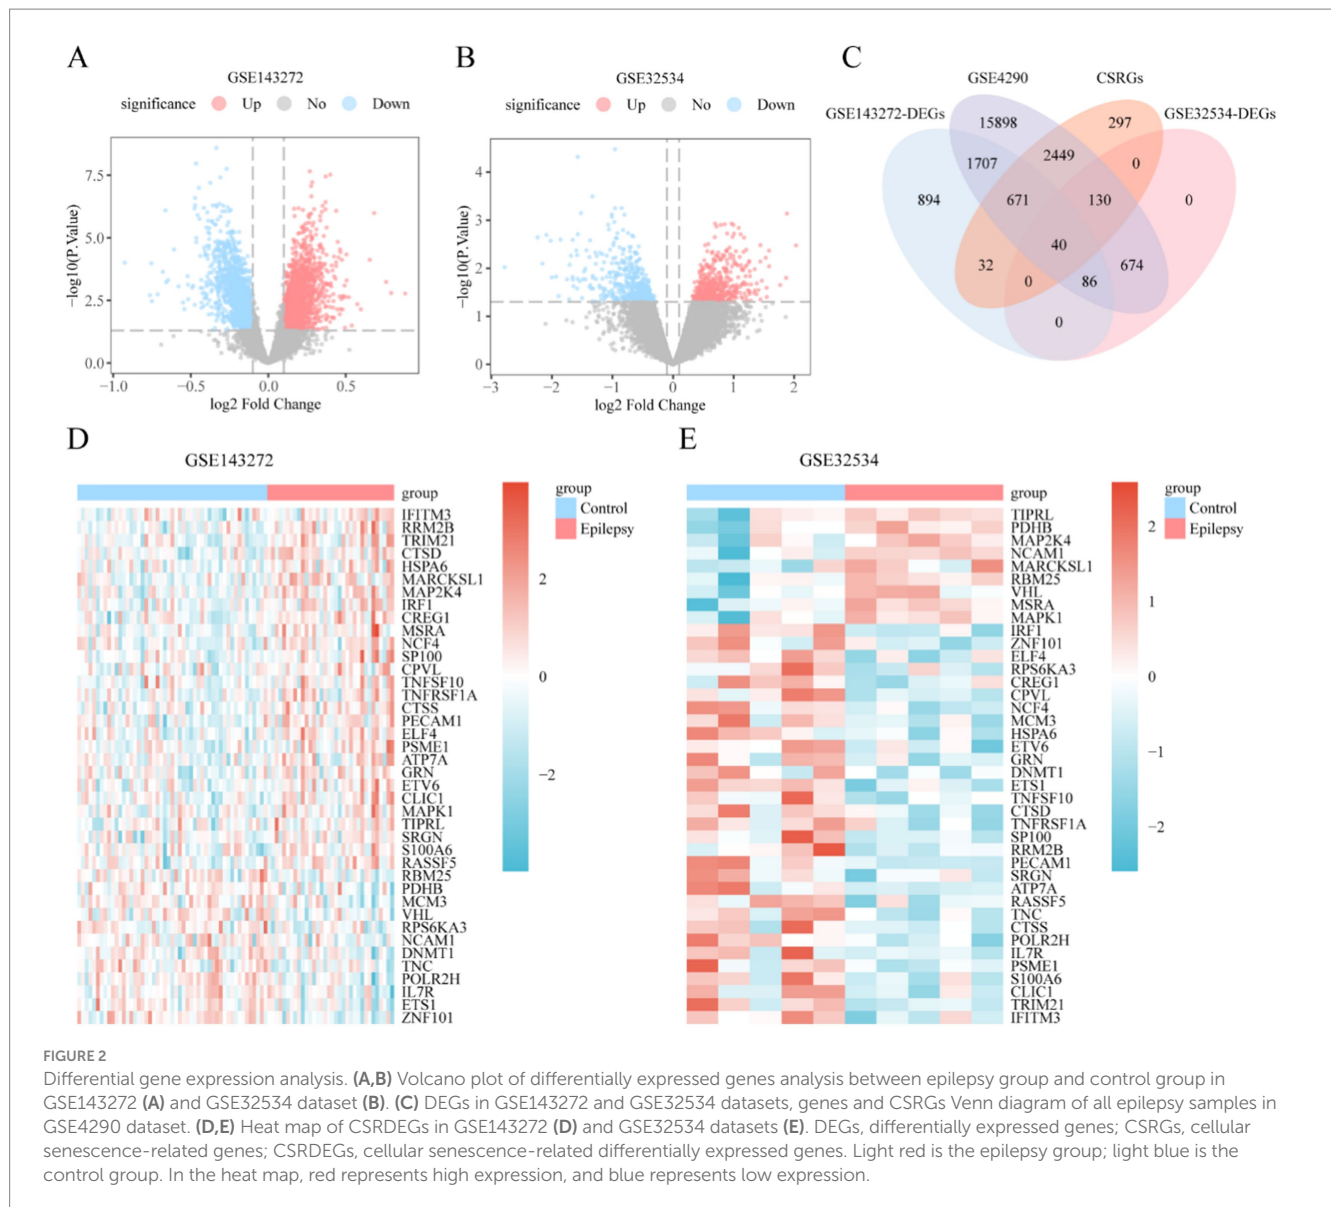 A
GSE143272
significance Up No Down
7.5
5.0
2.5
0.0
−log10(P.Value)
−1.0 −0.5 0.0 0.5
log2 Fold Change
B
GSE32534
significance Up No Down
4
3
2
1
0
−log10(P.Value)
−3 −2 −1 0 1 2
log2 Fold Change
C
GSE4290 CSRGs
GSE143272-DEGs GSE32534-DEGs
15898 297
1707 2449 0
894 671 130 0
40
32 0 86 674
0
D
GSE143272
group
IFITM3
RRM2B
TRIM21
CTSD
HSPA6
MARCKSL1
MAP2K4
IRF1
CREG1
MSRA
NCF4
SP100
CPVL
TNFSF10
TNFRSF1A
CTSS
PECAM1
ELF4
PSME1
ATP7A
GRN
ETV6
CLIC1
MAPK1
TIPRL
SRGN
S100A6
RASSF5
RBM25
PDHB
MCM3
VHL
RPS6KA3
NCAM1
DNMT1
TNC
POLR2H
IL7R
ETS1
ZNF101
2
0
−2
group
Control
Epilepsy
E
GSE32534
group
TIPRL
PDHB
MAP2K4
NCAM1
MARCKSL1
RBM25
VHL
MSRA
MAPK1
IRF1
ZNF101
ELF4
RPS6KA3
CREG1
CPVL
NCF4
MCM3
HSPA6
ETV6
GRN
DNMT1
ETS1
TNFSF10
CTSD
TNFRSF1A
SP100
RRM2B
PECAM1
SRGN
ATP7A
RASSF5
TNC
CTSS
POLR2H
IL7R
PSME1
S100A6
CLIC1
TRIM21
IFITM3
2
1
0
−1
−2
group
Control
Epilepsy
FIGURE 2
Differential gene expression analysis. (A,B) Volcano plot of differentially expressed genes analysis between epilepsy group and control group in
GSE143272 (A) and GSE32534 dataset (B). (C) DEGs in GSE143272 and GSE32534 datasets, genes and CSRGs Venn diagram of all epilepsy samples in
GSE4290 dataset. (D,E) Heat map of CSRDEGs in GSE143272 (D) and GSE32534 datasets (E). DEGs, differentially expressed genes; CSRGs, cellular
senescence-related genes; CSRDEGs, cellular senescence-related differentially expressed genes. Light red is the epilepsy group; light blue is the
control group. In the heat map, red represents high expression, and blue represents low expression.